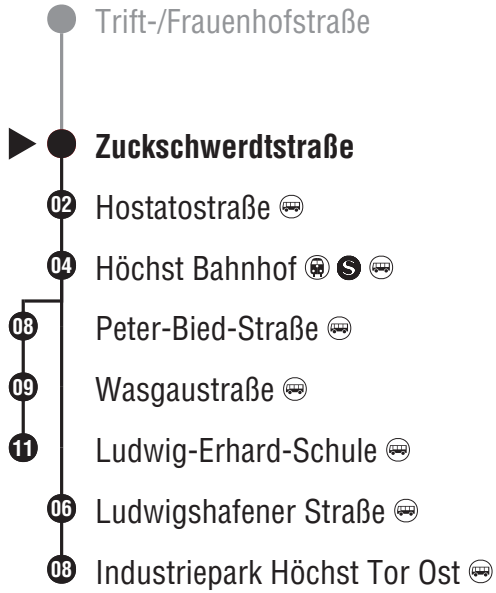 Trift-/Frauenhofstraße
Zuckschwerdtstraße
02 Hostatostraße
04 Höchst Bahnhof S
08 Peter-Bied-Straße
09 Wasgaustraße
11 Ludwig-Erhard-Schule
06 Ludwigshafener Straße
08 Industriepark Höchst Tor Ost